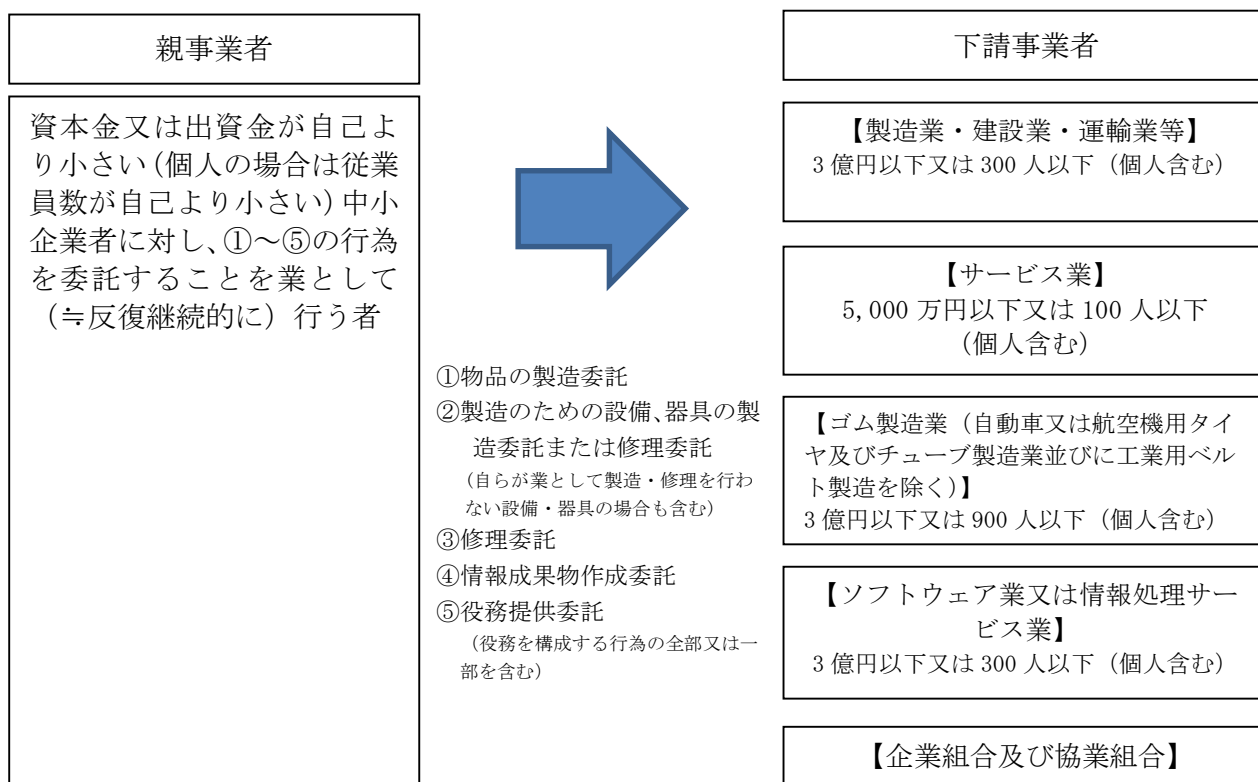 親事業者
資本金又は出資金が自己よ
り小さい(個人の場合は従業
員数が自己より小さい)中小
企業者に対し、①～⑤の行為
を委託することを業として
(≒反復継続的に)行う者
①物品の製造委託
②製造のための設備、器具の製
造委託または修理委託
(自らが業として製造・修理を行わ
ない設備・器具の場合も含む)
③修理委託
④情報成果物作成委託
⑤役務提供委託
(役務を構成する行為の全部又は一
部を含む)
下請事業者
【製造業・建設業・運輸業等】
3億円以下又は300人以下(個人含む)
【サービス業】
5,000万円以下又は100人以下
(個人含む)
【ゴム製造業(自動車又は航空機用タイ
ヤ及びチューブ製造業並びに工業用ベル
ト製造を除く)】
3億円以下又は900人以下(個人含む)
【ソフトウェア業又は情報処理サー
ビス業】
3億円以下又は300人以下(個人含む)
【企業組合及び協業組合】